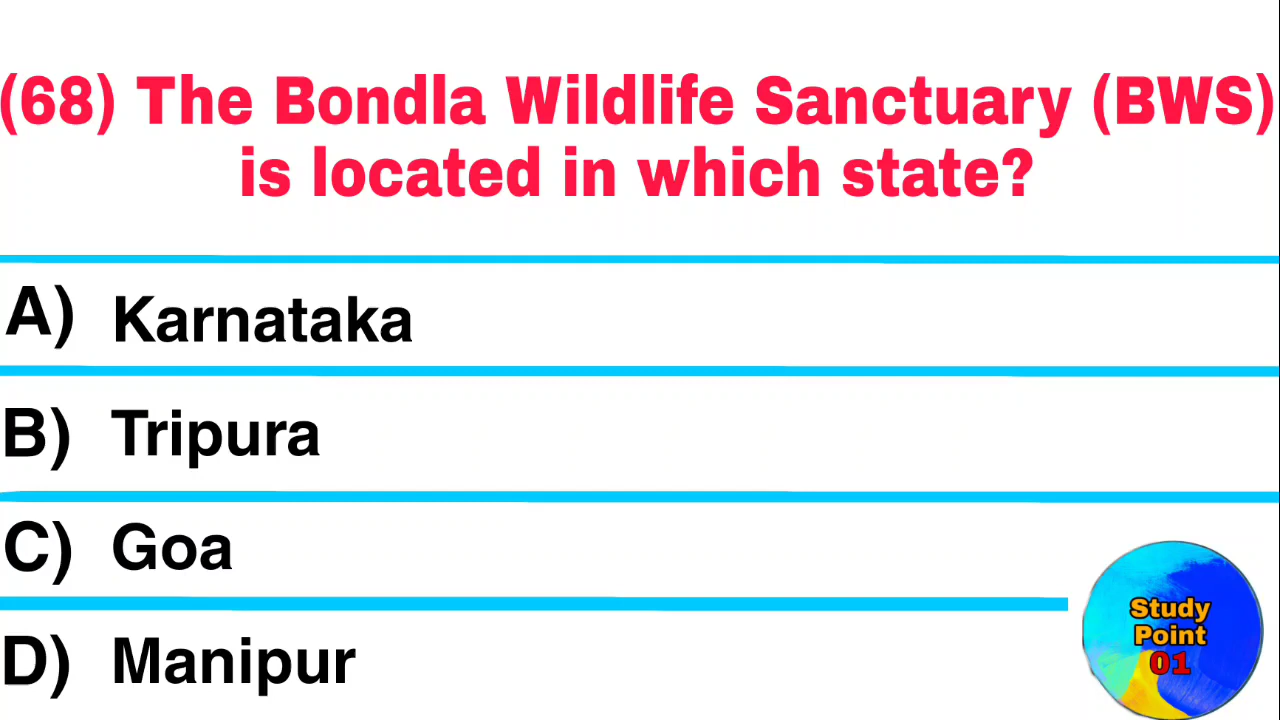 (68) The Bondla Wildlife Sanctuary (BWS)
is located in which state?
A) Karnataka
B) Tripura
C) Goa
D) Manipur
Study
Point
01